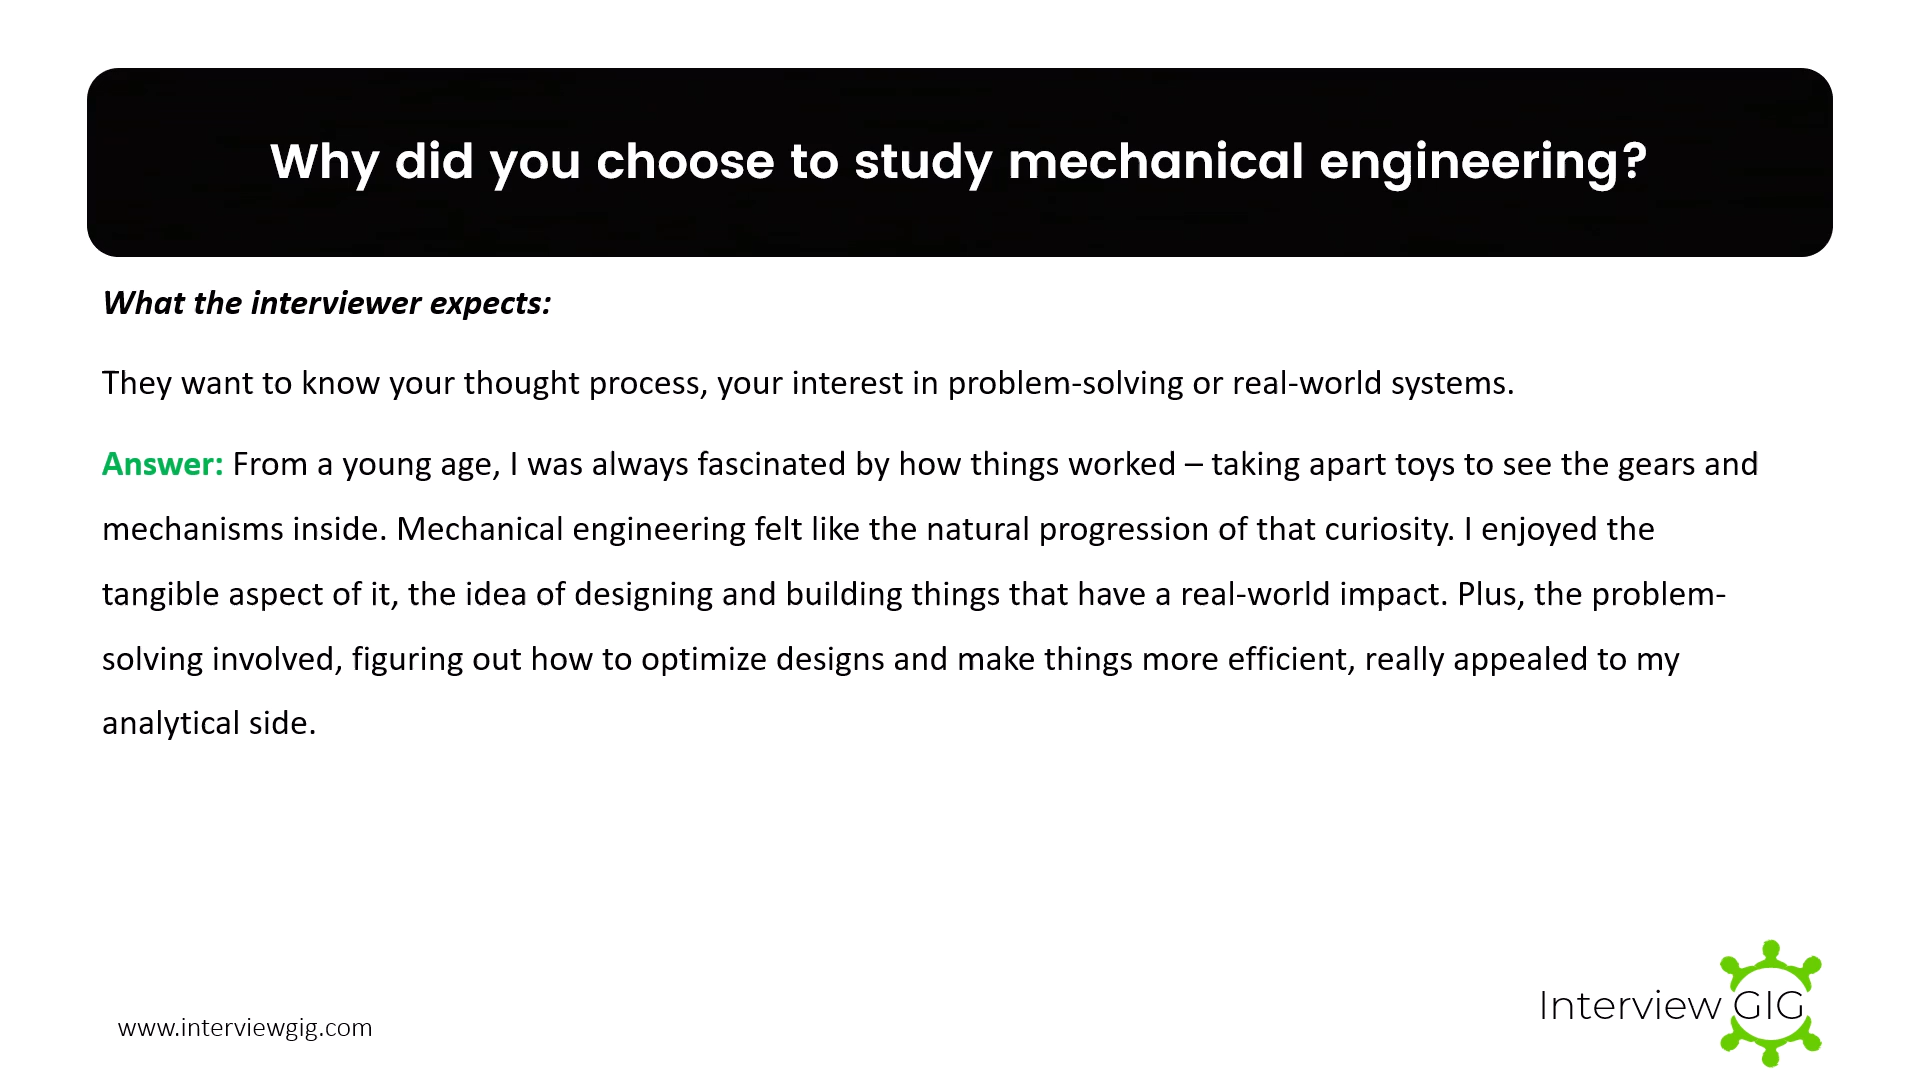 Why did you choose to study mechanical engineering?
What the interviewer expects:
They want to know your thought process, your interest in problem-solving or real-world systems.
Answer: From a young age, I was always fascinated by how things worked – taking apart toys to see the gears and
mechanisms inside. Mechanical engineering felt like the natural progression of that curiosity. I enjoyed the
tangible aspect of it, the idea of designing and building things that have a real-world impact. Plus, the problem-
solving involved, figuring out how to optimize designs and make things more efficient, really appealed to my
analytical side.
Interview GIG
www.interviewgig.com